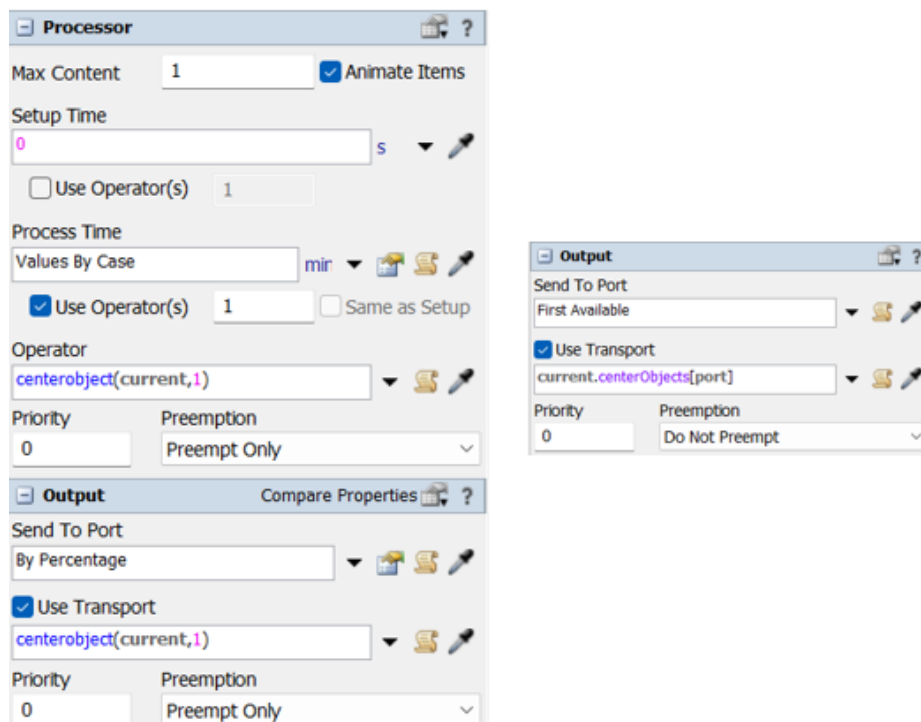 Processor ?
Max Content 1 Animate Items
Setup Time
0 s
Use Operator(s) 1
Process Time
Values By Case min
Use Operator(s) 1 Same as Setup
Operator
centerobject(current,1)
Priority Preemption
0 Preempt Only
Output Compare Properties ?
Send To Port
By Percentage
Use Transport
centerobject(current,1)
Priority Preemption
0 Preempt Only
Output ?
Send To Port
First Available
Use Transport
current.centerObjects[port]
Priority Preemption
0 Do Not Preempt